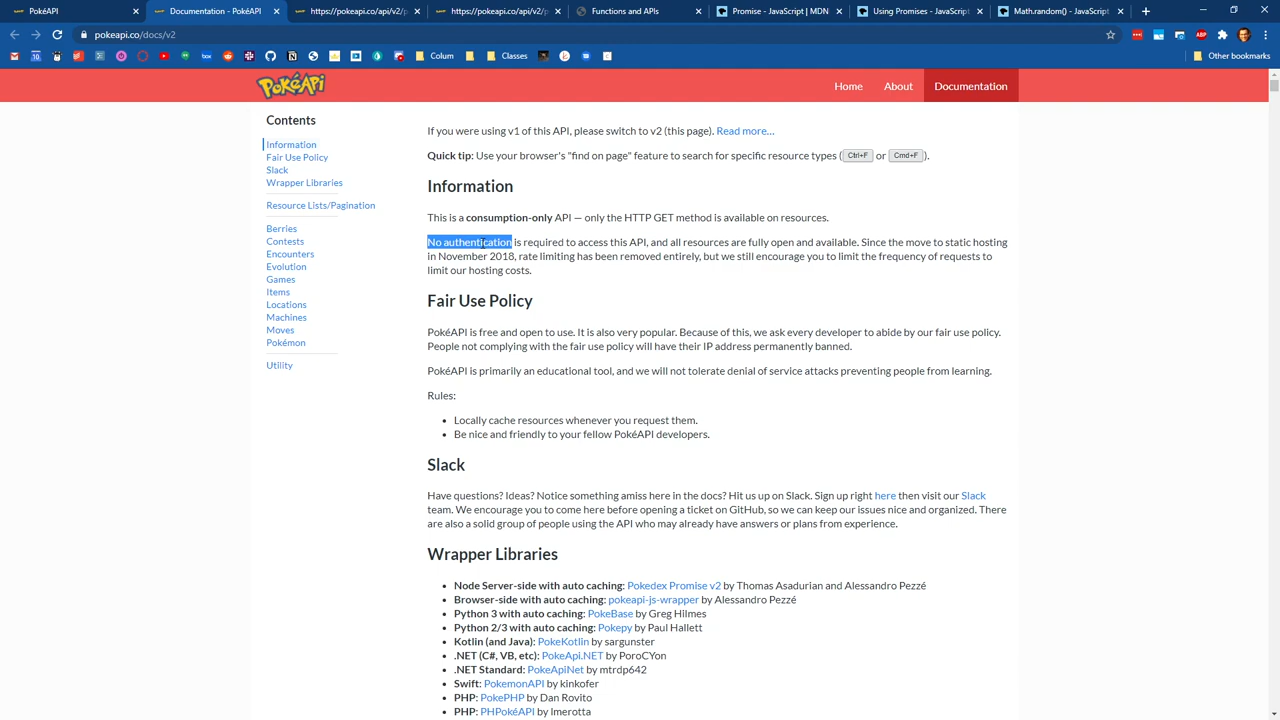 PokéAPI
Documentation - PokéAPI
https://pokeapi.co/api/v2/
https://pokeapi.co/api/v2/pokem
Functions and APIs
Promise - JavaScript | MDN
Using Promises - JavaScript
Math.random() - JavaScript
pokeapi.co/docs/v2
Colum
Slides
Classes
Other bookmarks
PokéAPI
Home
About
Documentation
Contents
Information
Fair Use Policy
Slack
Wrapper Libraries
Resource Lists/Pagination
Berries
Contests
Encounters
Evolution
Games
Items
Locations
Machines
Moves
Pokémon
Utility
If you were using v1 of this API, please switch to v2 (this page). Read more…
Quick tip: Use your browser's "find on page" feature to search for specific resource types ( Ctrl+F or Cmd+F ).
Information
This is a consumption-only API — only the HTTP GET method is available on resources.
No authentication is required to access this API, and all resources are fully open and available. Since the move to static hosting
in November 2018, rate limiting has been removed entirely, but we still encourage you to limit the frequency of requests to
limit our hosting costs.
Fair Use Policy
PokéAPI is free and open to use. It is also very popular. Because of this, we ask every developer to abide by our fair use policy.
People not complying with the fair use policy will have their IP address permanently banned.
PokéAPI is primarily an educational tool, and we will not tolerate denial of service attacks preventing people from learning.
Rules:
• Locally cache resources whenever you request them.
• Be nice and friendly to your fellow PokéAPI developers.
Slack
Have questions? Ideas? Notice something amiss here in the docs? Hit us up on Slack. Sign up right here then visit our Slack
team. We encourage you to come here before opening a ticket on GitHub, so we can keep our issues nice and organized. There
are also a solid group of people using the API who may already have answers or plans from experience.
Wrapper Libraries
• Node Server-side with auto caching: Pokedex Promise v2 by Thomas Asadurian and Alessandro Pezzé
• Browser-side with auto caching: pokeapi-js-wrapper by Alessandro Pezzé
• Python 3 with auto caching: PokeBase by Greg Hilmes
• Python 2/3 with auto caching: Pokepy by Paul Hallett
• Kotlin (and Java): PokeKotlin by sargunster
• .NET (C#, VB, etc): PokeApi.NET by PoroCYon
• .NET Standard: PokeApiNet by mtrdp642
• Swift: PokemonAPI by kinkofer
• PHP: PokePHP by Dan Rovito
• PHP: PHPokéAPI by lmerotta